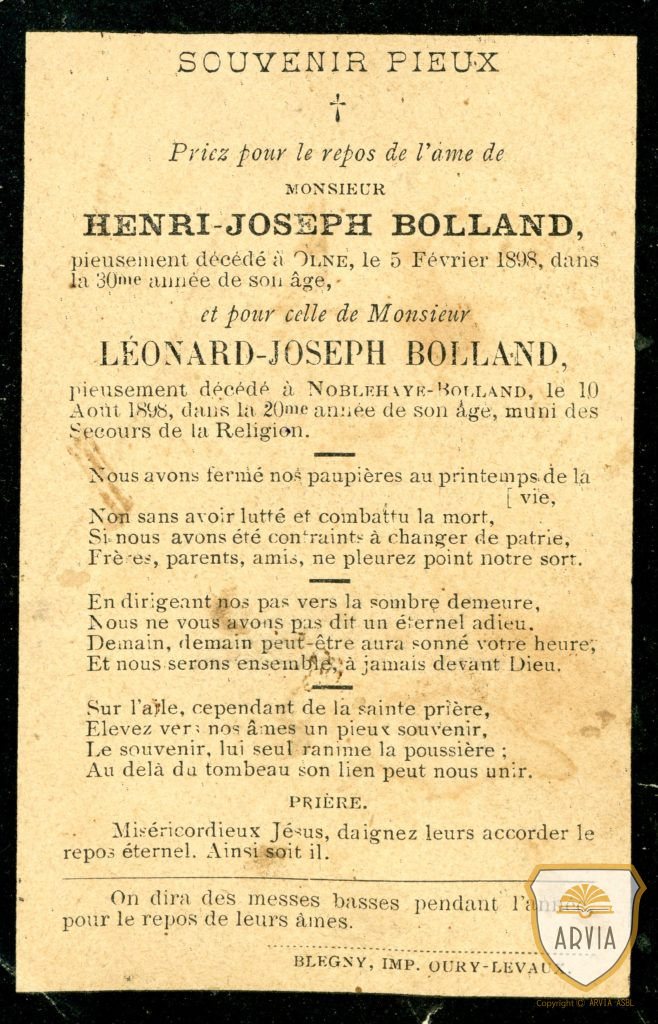 SOUVENIR PIEUX
†
Priez pour le repos de l'âme de
MONSIEUR
HENRI-JOSEPH BOLLAND,
pieusement décédé à OLNE, le 5 Février 1898, dans
la 30me année de son âge,
et pour celle de Monsieur
LÉONARD-JOSEPH BOLLAND,
pieusement décédé à NOBLEHAYE-BOLLAND, le 10
Août 1898, dans la 20me année de son âge, muni des
Secours de la Religion.
Nous avons fermé nos paupières au printemps de la
[ vie,
Non sans avoir lutté et combattu la mort,
Si nous avons été contraints à changer de patrie,
Frères, parents, amis, ne pleurez point notre sort.
En dirigeant nos pas vers la sombre demeure,
Nous ne vous avons pas dit un éternel adieu.
Demain, demain peut-être aura sonné votre heure,
Et nous serons ensemble, à jamais devant Dieu.
Sur l'aile, cependant de la sainte prière,
Elevez vers nos âmes un pieux souvenir,
Le souvenir, lui seul ranime la poussière ;
Au delà du tombeau son lien peut nous unir.
PRIÈRE.
Miséricordieux Jésus, daignez leurs accorder le
repos éternel. Ainsi soit il.
On dira des messes basses pendant l'année
pour le repos de leurs âmes.
BLEGNY, IMP. OURY-LEVAUX.
ARVIA
Copyright © ARVIA ASBL